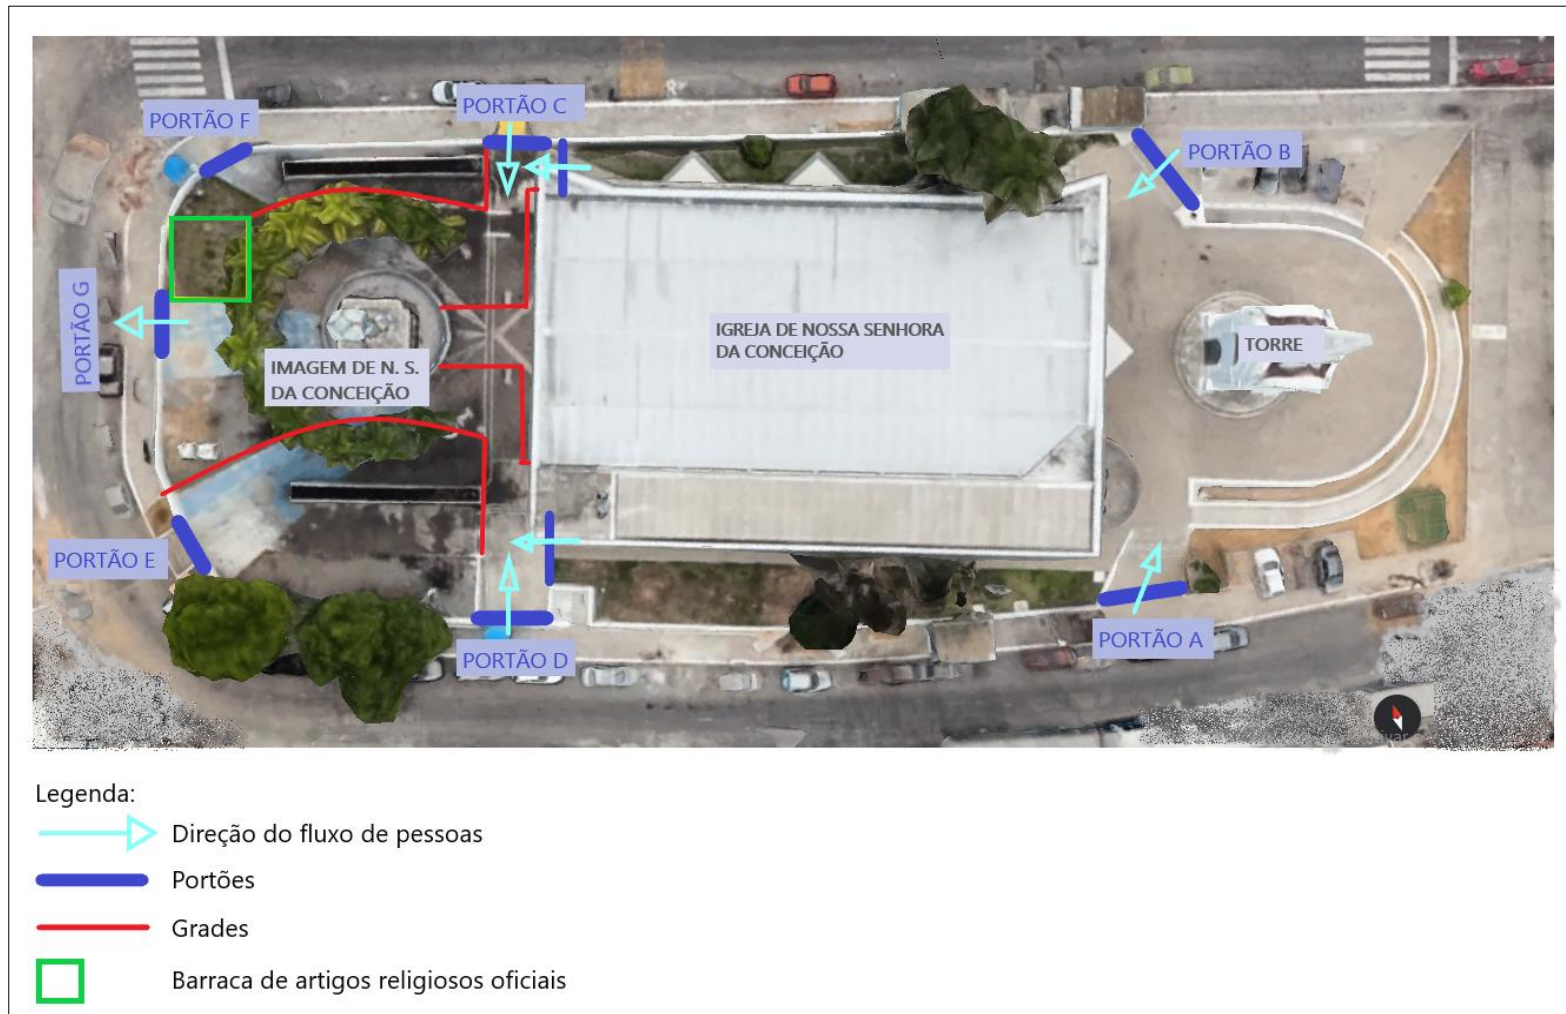 PORTÃO C
PORTÃO F
PORTÃO B
PORTÃO G
IGREJA DE NOSSA SENHORA
DA CONCEIÇÃO
TORRE
IMAGEM DE N. S.
DA CONCEIÇÃO
PORTÃO E
PORTÃO D
PORTÃO A
Legenda:
Direção do fluxo de pessoas
Portões
Grades
Barraca de artigos religiosos oficiais